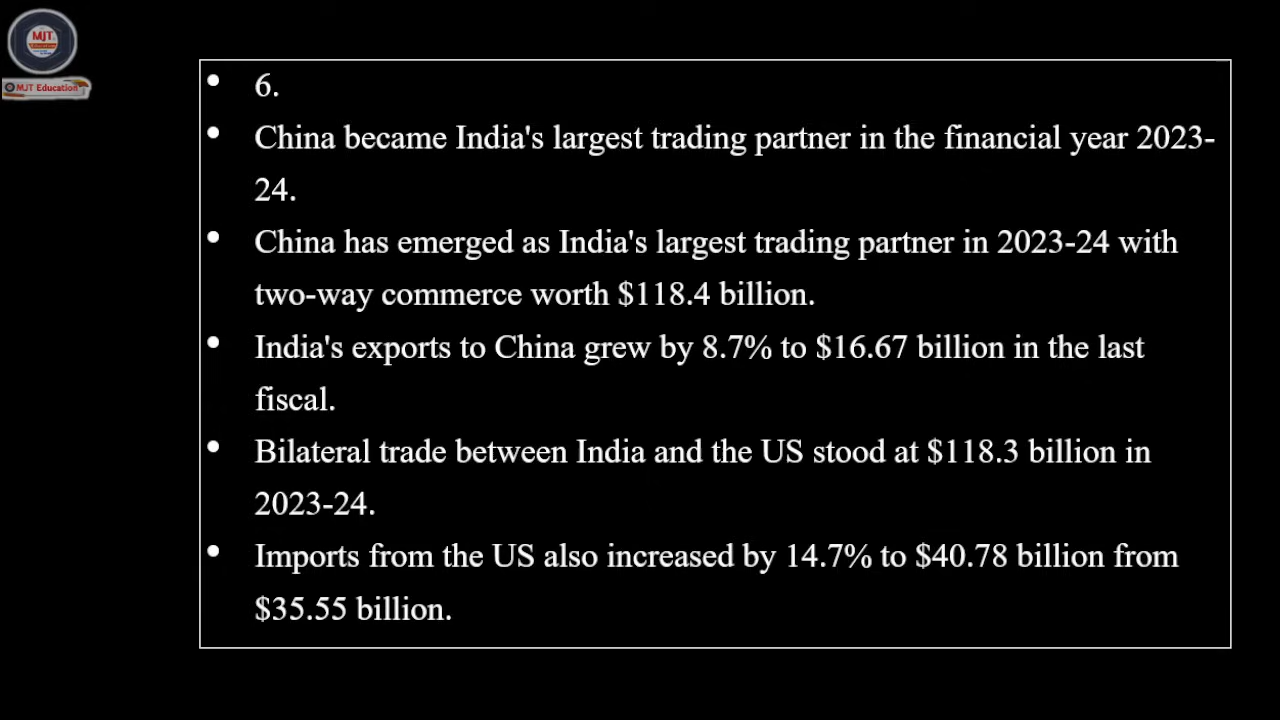 MJT
Education
MJT Education
• 6.
• China became India's largest trading partner in the financial year 2023-
24.
• China has emerged as India's largest trading partner in 2023-24 with
two-way commerce worth $118.4 billion.
• India's exports to China grew by 8.7% to $16.67 billion in the last
fiscal.
• Bilateral trade between India and the US stood at $118.3 billion in
2023-24.
• Imports from the US also increased by 14.7% to $40.78 billion from
$35.55 billion.